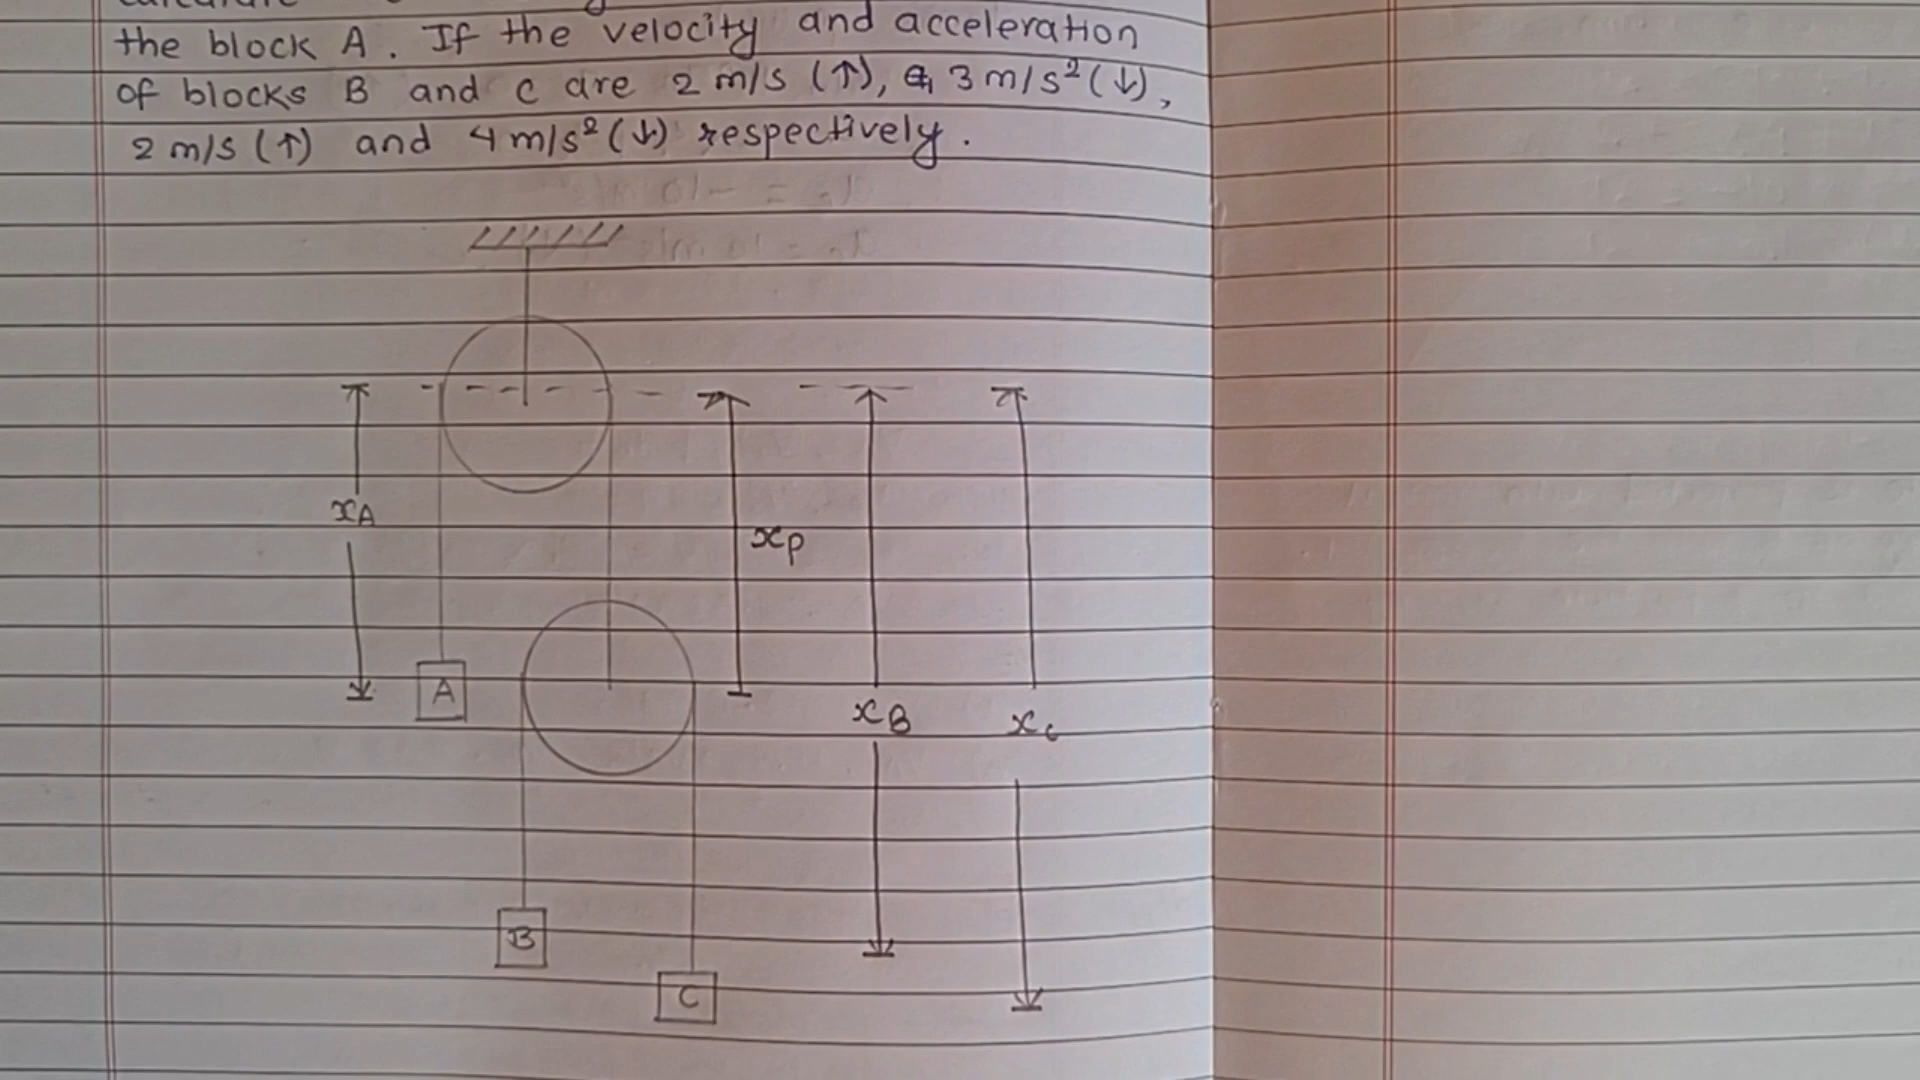 the block A. If the velocity and acceleration
of blocks B and C are 2 m/s (↑), 3 m/s² (↓),
2 m/s (↑) and 4 m/s² (↓) respectively.
xA
xp
A
xB
xc
B
C